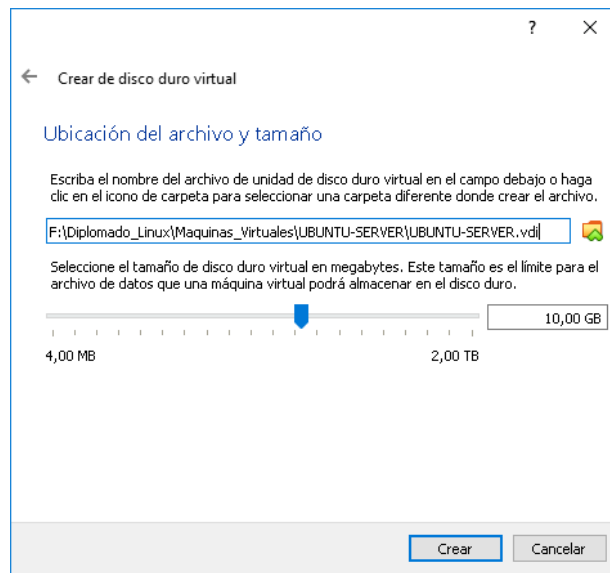 ?
Crear de disco duro virtual
Ubicación del archivo y tamaño
Escriba el nombre del archivo de unidad de disco duro virtual en el campo debajo o haga
clic en el icono de carpeta para seleccionar una carpeta diferente donde crear el archivo.
F:\Diplomado_Linux\Maquinas_Virtuales\UBUNTU-SERVER\UBUNTU-SERVER.vdi
Seleccione el tamaño de disco duro virtual en megabytes. Este tamaño es el límite para el
archivo de datos que una máquina virtual podrá almacenar en el disco duro.
10,00 GB
4,00 MB 2,00 TB
Crear Cancelar